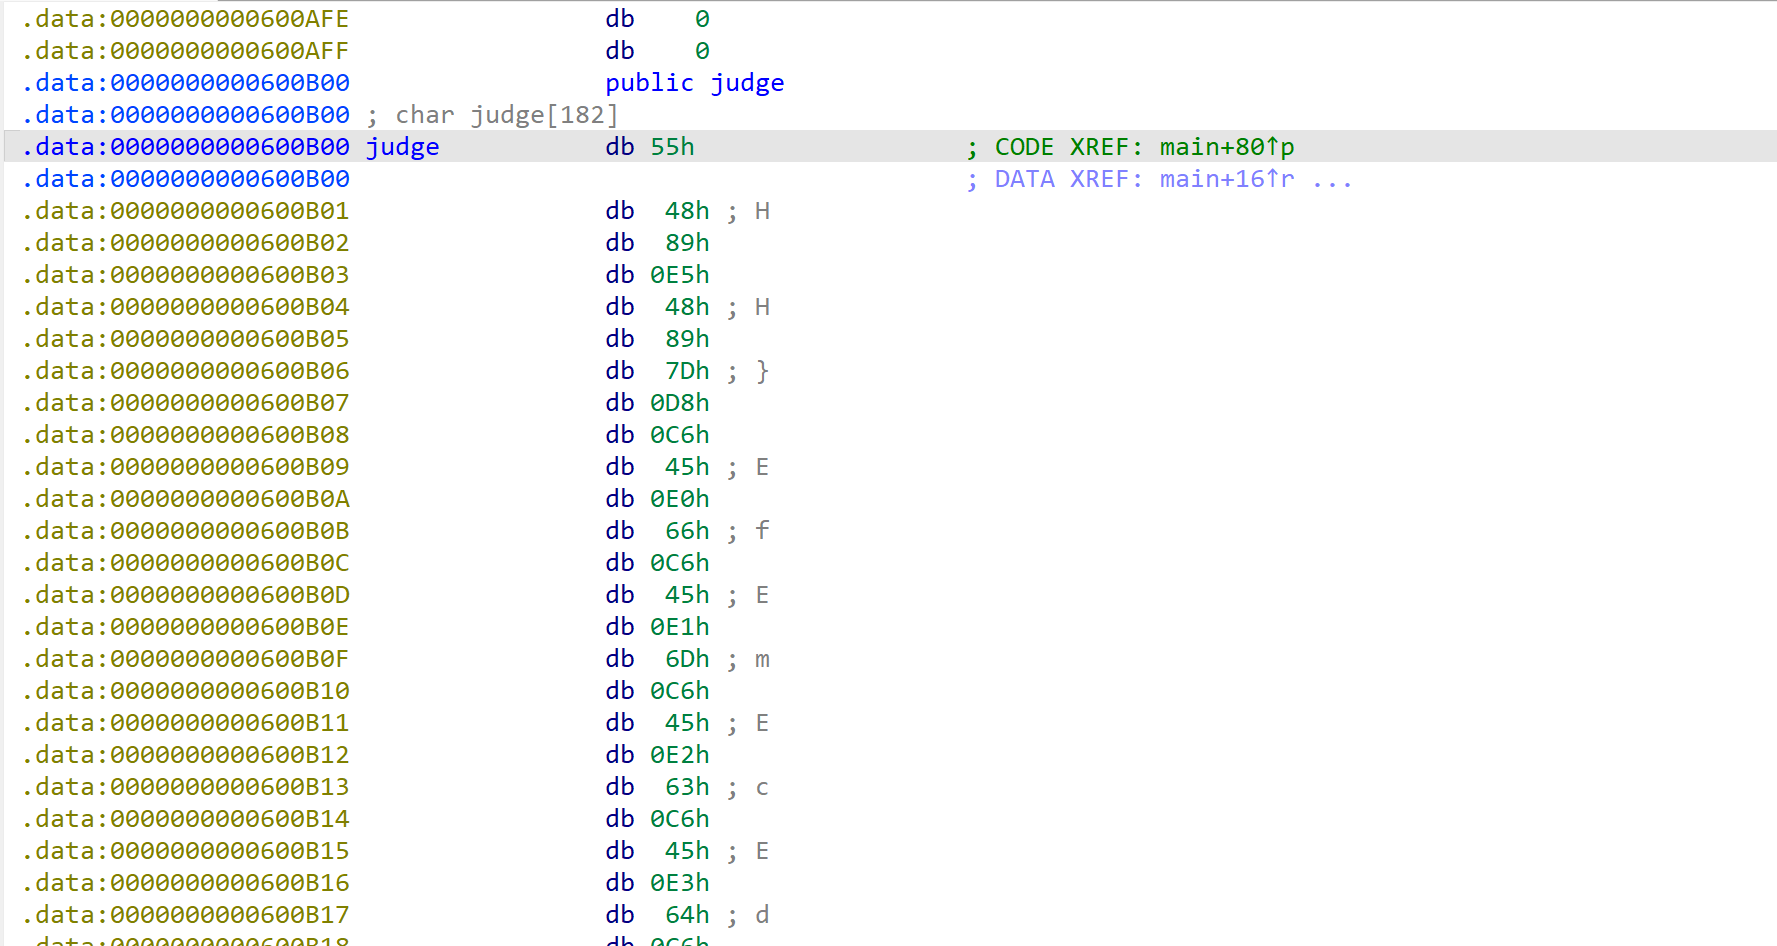 .data:0000000000600AFE db 0
.data:0000000000600AFF db 0
.data:0000000000600B00 public judge
.data:0000000000600B00 ; char judge[182]
.data:0000000000600B00 judge db 55h ; CODE XREF: main+80↑p
.data:0000000000600B00 ; DATA XREF: main+16↑r ...
.data:0000000000600B01 db 48h ; H
.data:0000000000600B02 db 89h
.data:0000000000600B03 db 0E5h
.data:0000000000600B04 db 48h ; H
.data:0000000000600B05 db 89h
.data:0000000000600B06 db 7Dh ; }
.data:0000000000600B07 db 0D8h
.data:0000000000600B08 db 0C6h
.data:0000000000600B09 db 45h ; E
.data:0000000000600B0A db 0E0h
.data:0000000000600B0B db 66h ; f
.data:0000000000600B0C db 0C6h
.data:0000000000600B0D db 45h ; E
.data:0000000000600B0E db 0E1h
.data:0000000000600B0F db 6Dh ; m
.data:0000000000600B10 db 0C6h
.data:0000000000600B11 db 45h ; E
.data:0000000000600B12 db 0E2h
.data:0000000000600B13 db 63h ; c
.data:0000000000600B14 db 0C6h
.data:0000000000600B15 db 45h ; E
.data:0000000000600B16 db 0E3h
.data:0000000000600B17 db 64h ; d
.data:0000000000600B18 db 0C6h